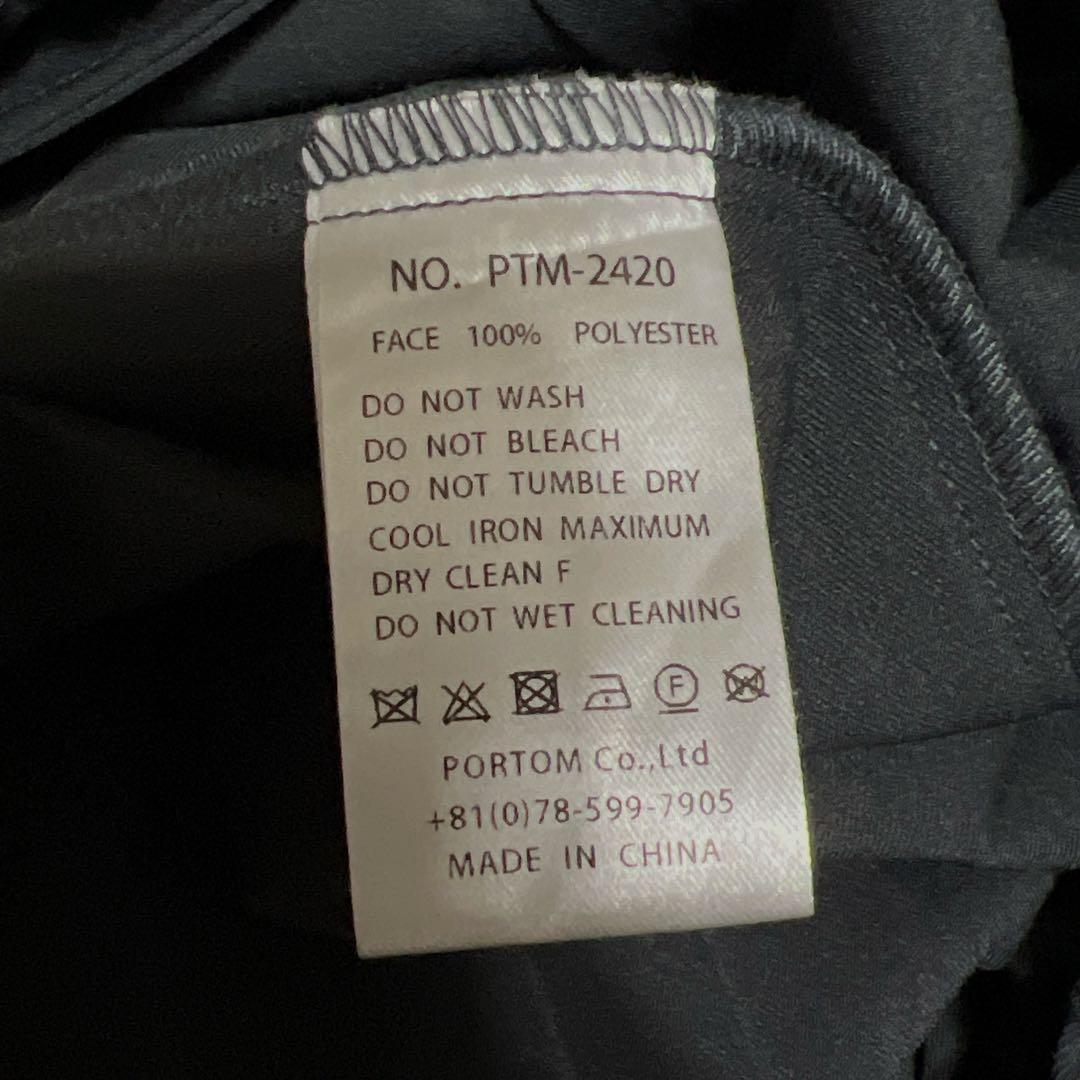 NO. PTM-2420
FACE 100% POLYESTER
DO NOT WASH
DO NOT BLEACH
DO NOT TUMBLE DRY
COOL IRON MAXIMUM
DRY CLEAN F
DO NOT WET CLEANING
F
PORTOM Co.,Ltd
+81(0)78-599-7905
MADE IN CHINA